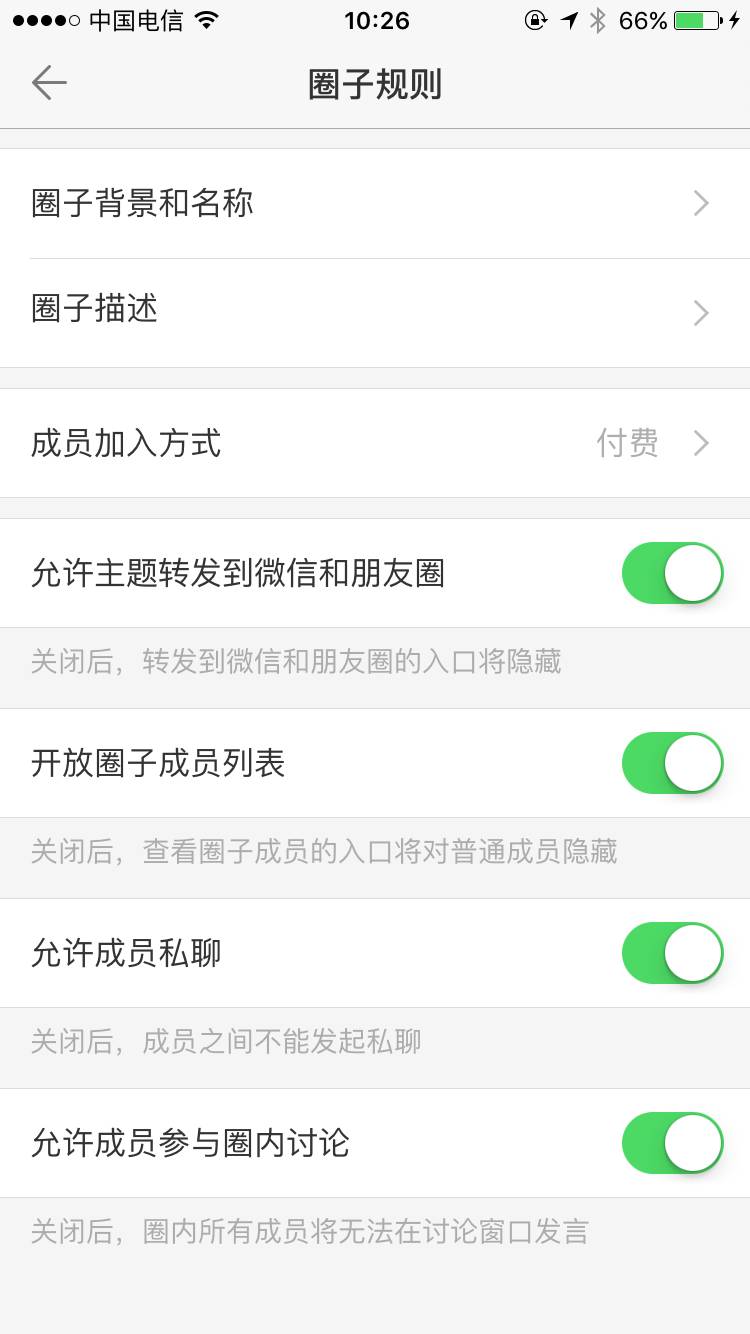 中国电信 10:26 66%
圈子规则
圈子背景和名称
圈子描述
成员加入方式 付费
允许主题转发到微信和朋友圈
关闭后，转发到微信和朋友圈的入口将隐藏
开放圈子成员列表
关闭后，查看圈子成员的入口将对普通成员隐藏
允许成员私聊
关闭后，成员之间不能发起私聊
允许成员参与圈内讨论
关闭后，圈内所有成员将无法在讨论窗口发言